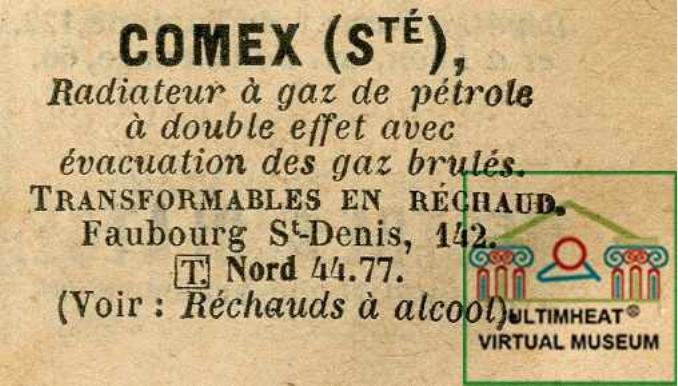 COMEX (STÉ),
Radiateur à gaz de pétrole
à double effet avec
évacuation des gaz brulés.
TRANSFORMABLES EN RÉCHAUD.
Faubourg St-Denis, 142.
T. Nord 44.77.
(Voir : Réchauds à alcool).
ULTIMHEAT®
VIRTUAL MUSEUM